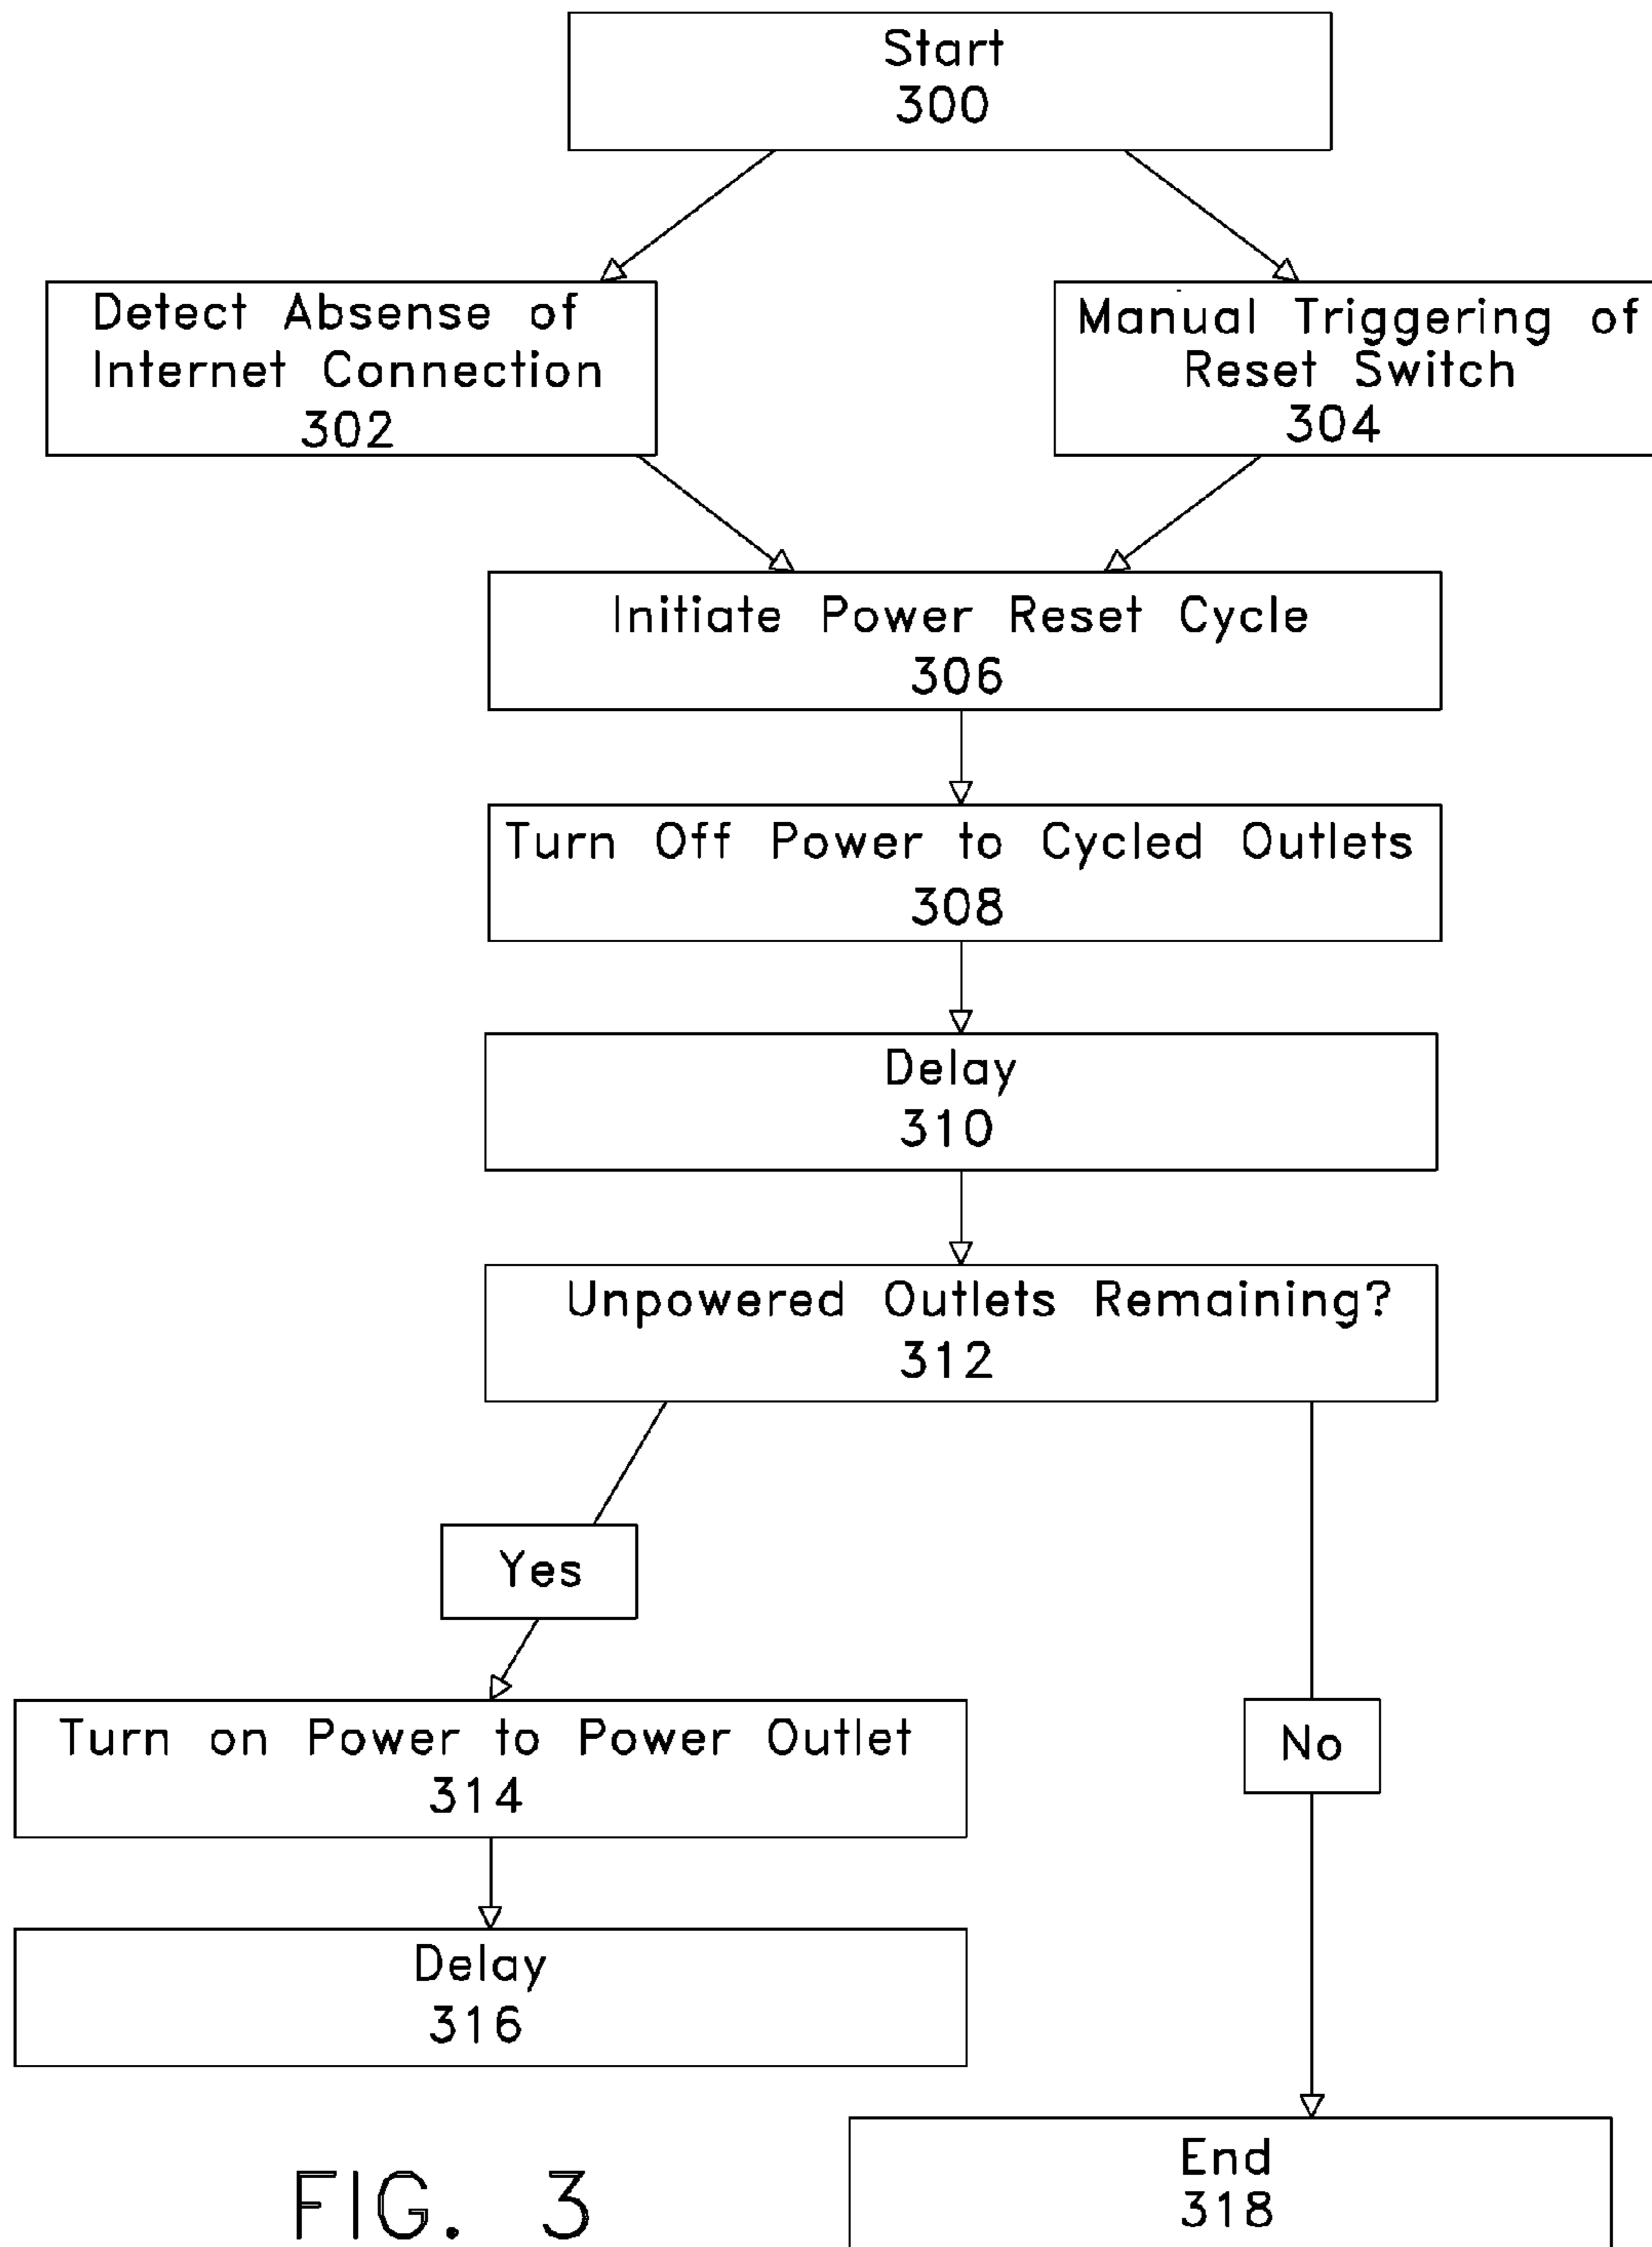 Start
300
Detect Absense of
Internet Connection
302
Manual Triggering of
Reset Switch
304
Initiate Power Reset Cycle
306
Turn Off Power to Cycled Outlets
308
Delay
310
Unpowered Outlets Remaining?
312
Yes
Turn on Power to Power Outlet
314
No
Delay
316
End
318
FIG. 3